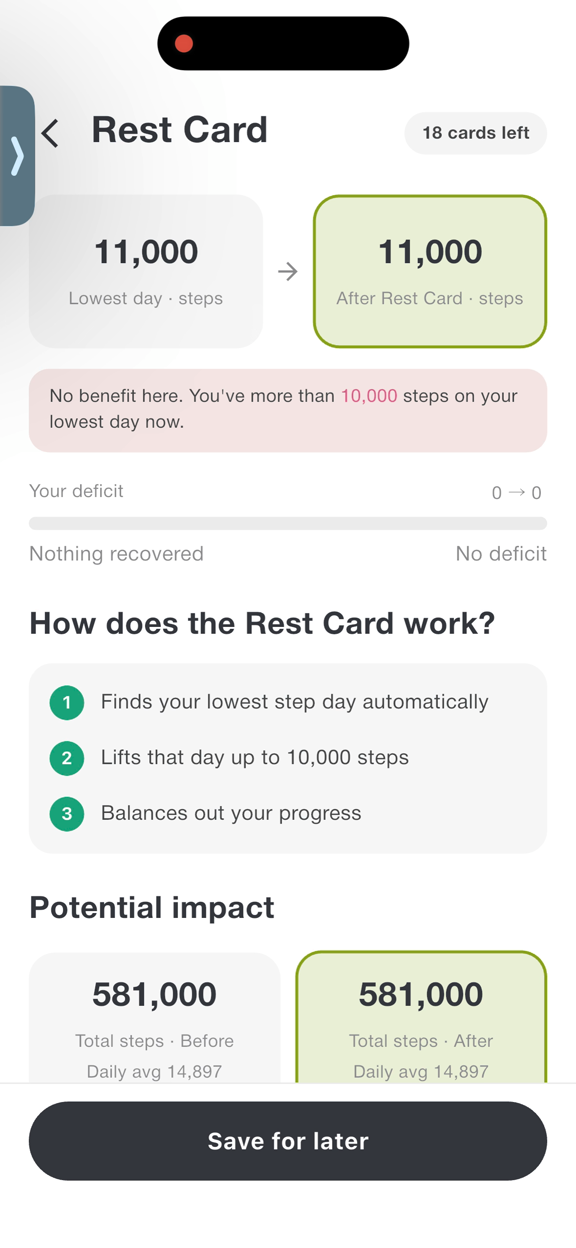 Rest Card
18 cards left
11,000
Lowest day · steps
→
11,000
After Rest Card · steps
No benefit here. You've more than 10,000 steps on your
lowest day now.
Your deficit
0 → 0
Nothing recovered
No deficit
How does the Rest Card work?
1 Finds your lowest step day automatically
2 Lifts that day up to 10,000 steps
3 Balances out your progress
Potential impact
581,000
Total steps · Before
Daily avg 14,897
581,000
Total steps · After
Daily avg 14,897
Save for later